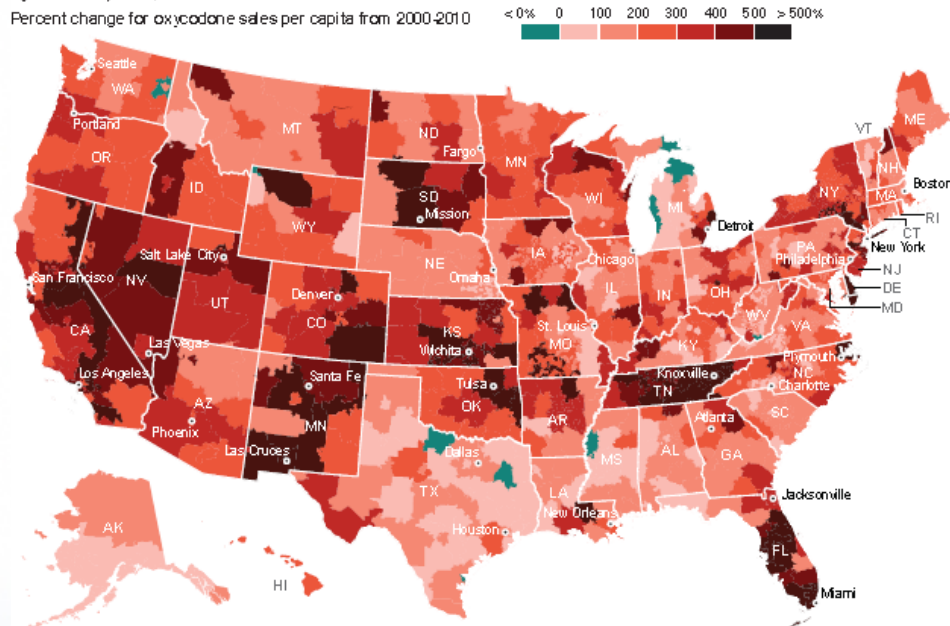 Percent change for oxycodone sales per capita from 2000-2010
< 0% 0 100 200 300 400 500 > 500%
Seattle
WA
Portland
OR
ID
MT
ND
Fargo
MN
SD
Mission
WY
WI
MI
Detroit
VT
ME
NH
NY
MA
Boston
RI
CT
New York
Salt Lake City
San Francisco
NV
UT
Denver
CO
NE
Omaha
IA
Chicago
IL
IN
OH
PA
Philadelphia
NJ
DE
MD
CA
Las Vegas
Los Angeles
KS
Wichita
St. Louis
MO
KY
WV
VA
Plymouth
AZ
Phoenix
Santa Fe
MN
Las Cruces
Tulsa
OK
AR
Knoxville
TN
NC
Charlotte
SC
Atlanta
GA
AL
MS
Dallas
TX
LA
New Orleans
Houston
Jacksonville
FL
Miami
AK
HI